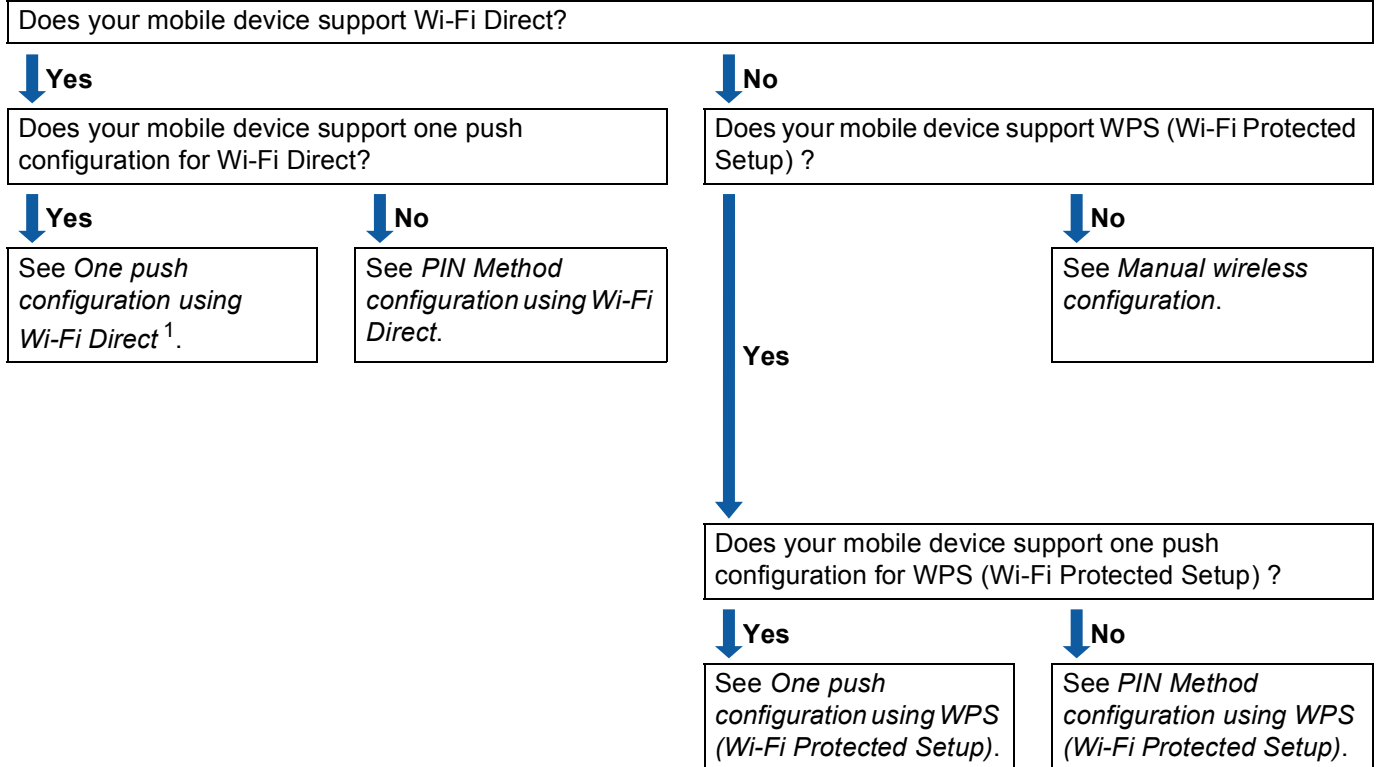 Does your mobile device support Wi-Fi Direct?
Yes
No
Does your mobile device support one push
configuration for Wi-Fi Direct?
Does your mobile device support WPS (Wi-Fi Protected
Setup) ?
Yes
No
No
See One push
configuration using
Wi-Fi Direct 1.
See PIN Method
configuration using Wi-Fi
Direct.
See Manual wireless
configuration.
Yes
Does your mobile device support one push
configuration for WPS (Wi-Fi Protected Setup) ?
Yes
No
See One push
configuration using WPS
(Wi-Fi Protected Setup).
See PIN Method
configuration using WPS
(Wi-Fi Protected Setup).